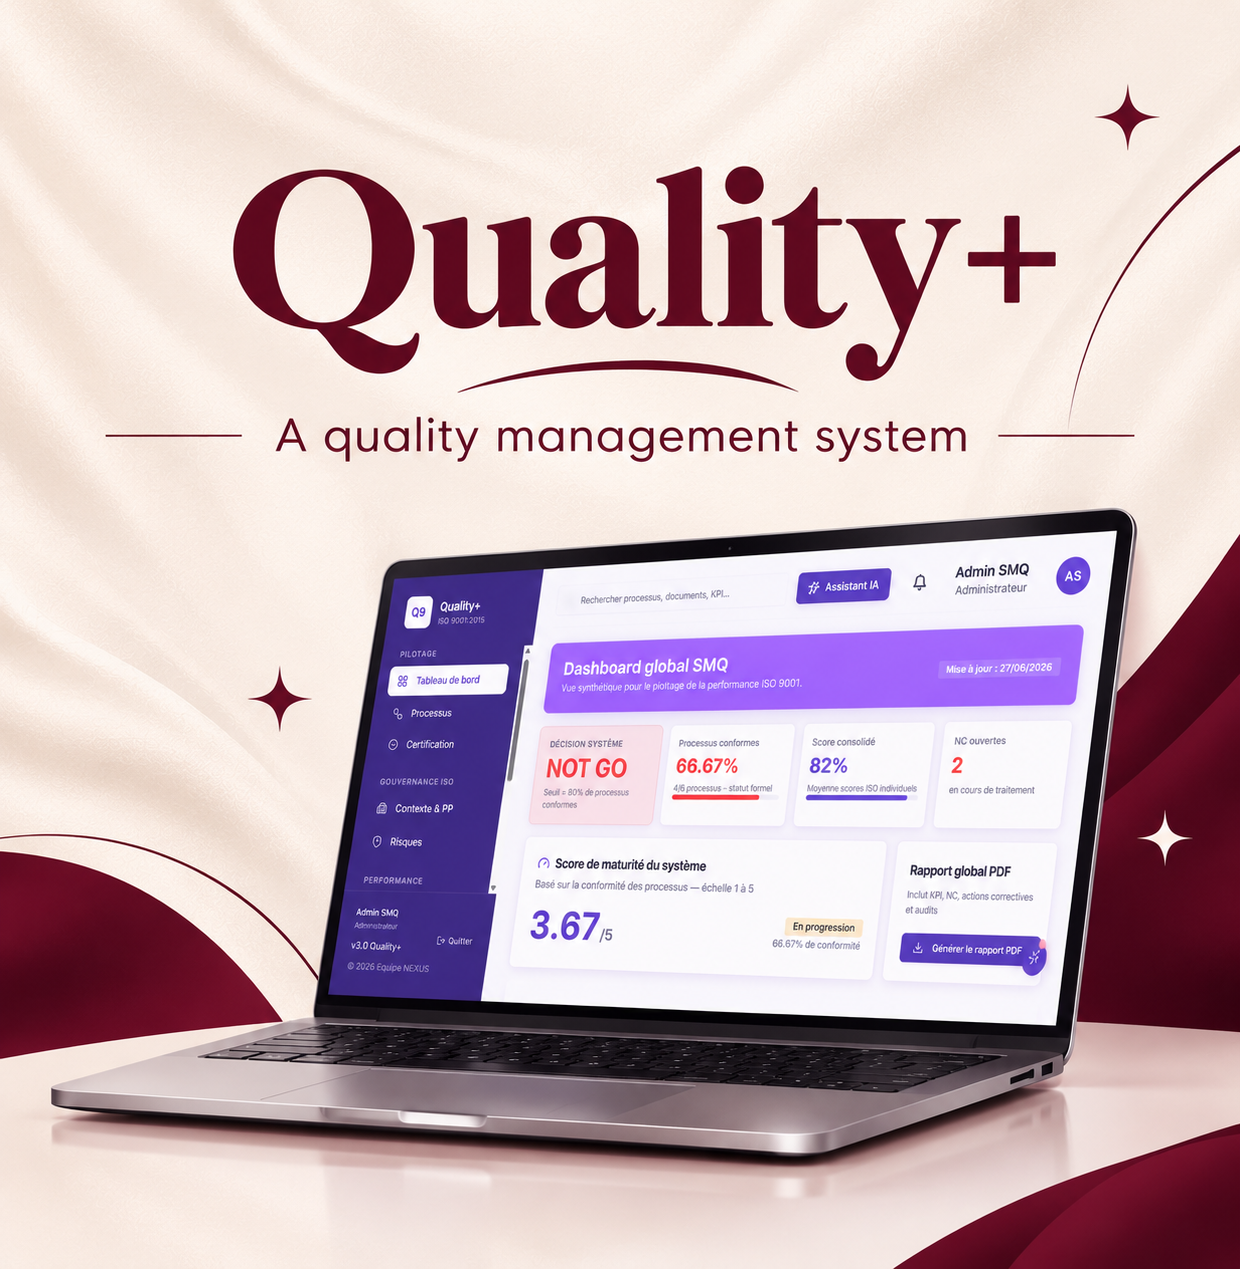 Quality+
A quality management system
Q9
Quality+
ISO 9001:2015
PILOTAGE
Tableau de bord
Processus
Certification
GOUVERNANCE ISO
Contexte & PP
Risques
PERFORMANCE
Admin SMQ
Administrateur
v3.0 Quality+
Quitter
© 2026 Equipe NEXUS
Rechercher processus, documents, KPI...
Assistant IA
Admin SMQ
Administrateur
AS
Dashboard global SMQ
Vue synthétique pour le pilotage de la performance ISO 9001.
Mise à jour : 27/06/2026
DÉCISION SYSTÈME
NOT GO
Seuil = 80% de processus
conformes
Processus conformes
66.67%
4/6 processus – statut formel
Score consolidé
82%
Moyenne scores ISO individuels
NC ouvertes
2
en cours de traitement
Score de maturité du système
Basé sur la conformité des processus — échelle 1 à 5
3.67/5
En progression
66.67% de conformité
Rapport global PDF
Inclut KPI, NC, actions correctives
et audits
Générer le rapport PDF